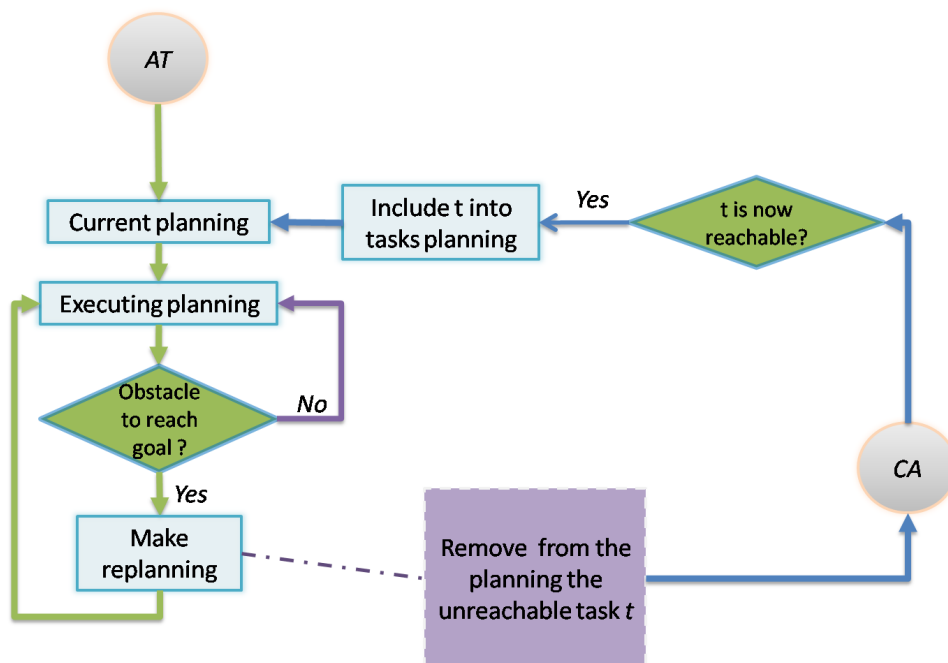 AT
Current planning
Include t into
tasks planning
Yes
t is now
reachable?
Executing planning
Obstacle
to reach
goal ?
No
Yes
CA
Make
replanning
Remove from the
planning the
unreachable task t